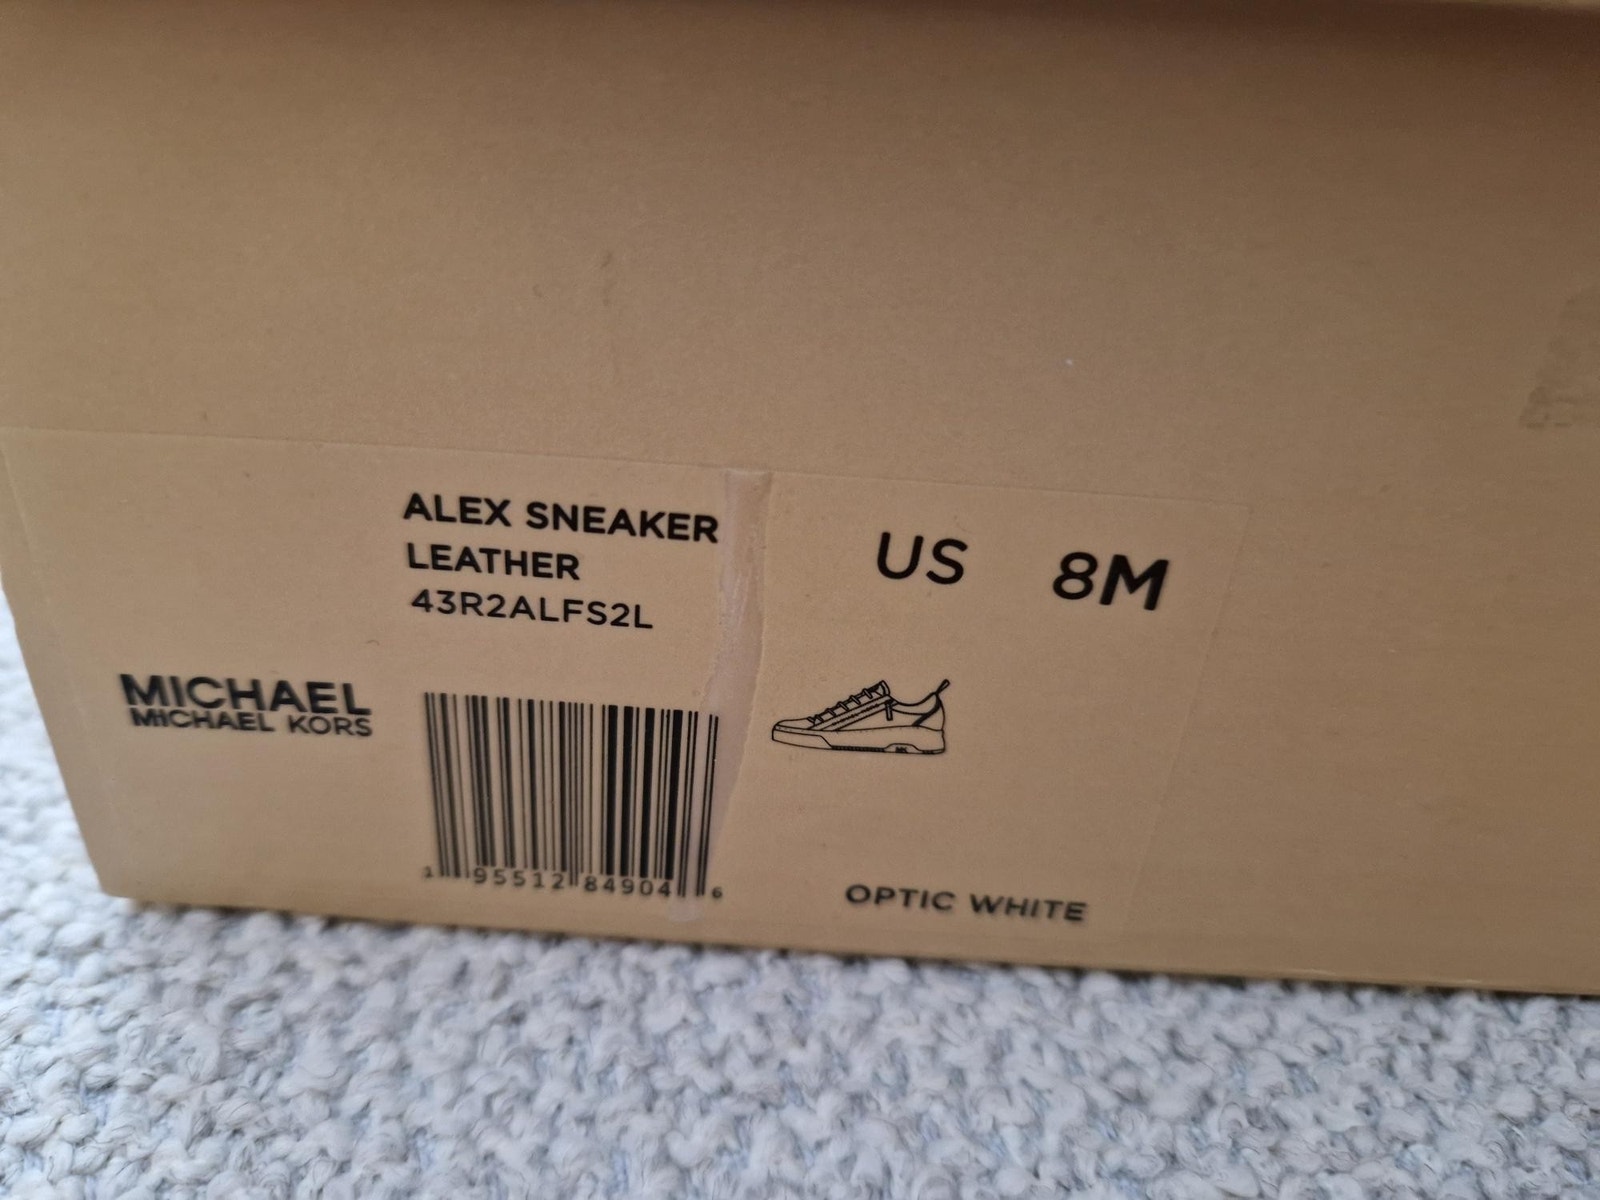 ALEX SNEAKER
LEATHER
43R2ALFS2L
US 8M
MICHAEL
MICHAEL KORS
1 95512 84904 6
OPTIC WHITE